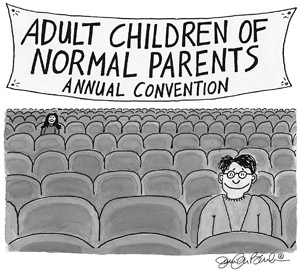 ADULT CHILDREN OF
NORMAL PARENTS
ANNUAL CONVENTION